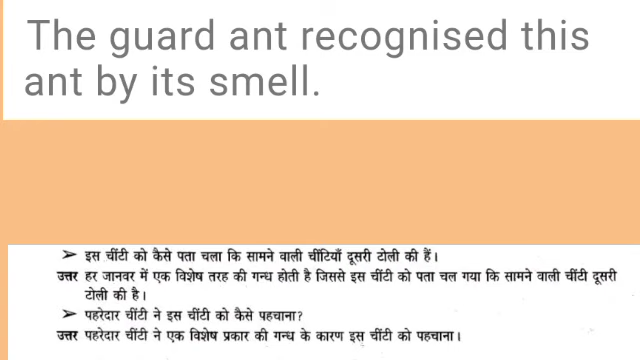 The guard ant recognised this
ant by its smell.
➢ इस चींटी को कैसे पता चला कि सामने वाली चींटियाँ दूसरी टोली की हैं।
उत्तर हर जानवर में एक विशेष तरह की गन्ध होती है जिससे इस चींटी को पता चल गया कि सामने वाली चींटी दूसरी
टोली की है।
➢ पहरेदार चींटी ने इस चींटी को कैसे पहचाना?
उत्तर पहरेदार चींटी ने एक विशेष प्रकार की गन्ध के कारण इस चींटी को पहचाना।